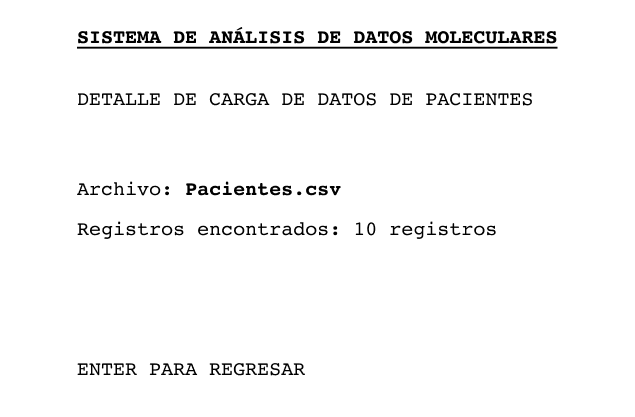 SISTEMA DE ANÁLISIS DE DATOS MOLECULARES
DETALLE DE CARGA DE DATOS DE PACIENTES
Archivo: Pacientes.csv
Registros encontrados: 10 registros
ENTER PARA REGRESAR